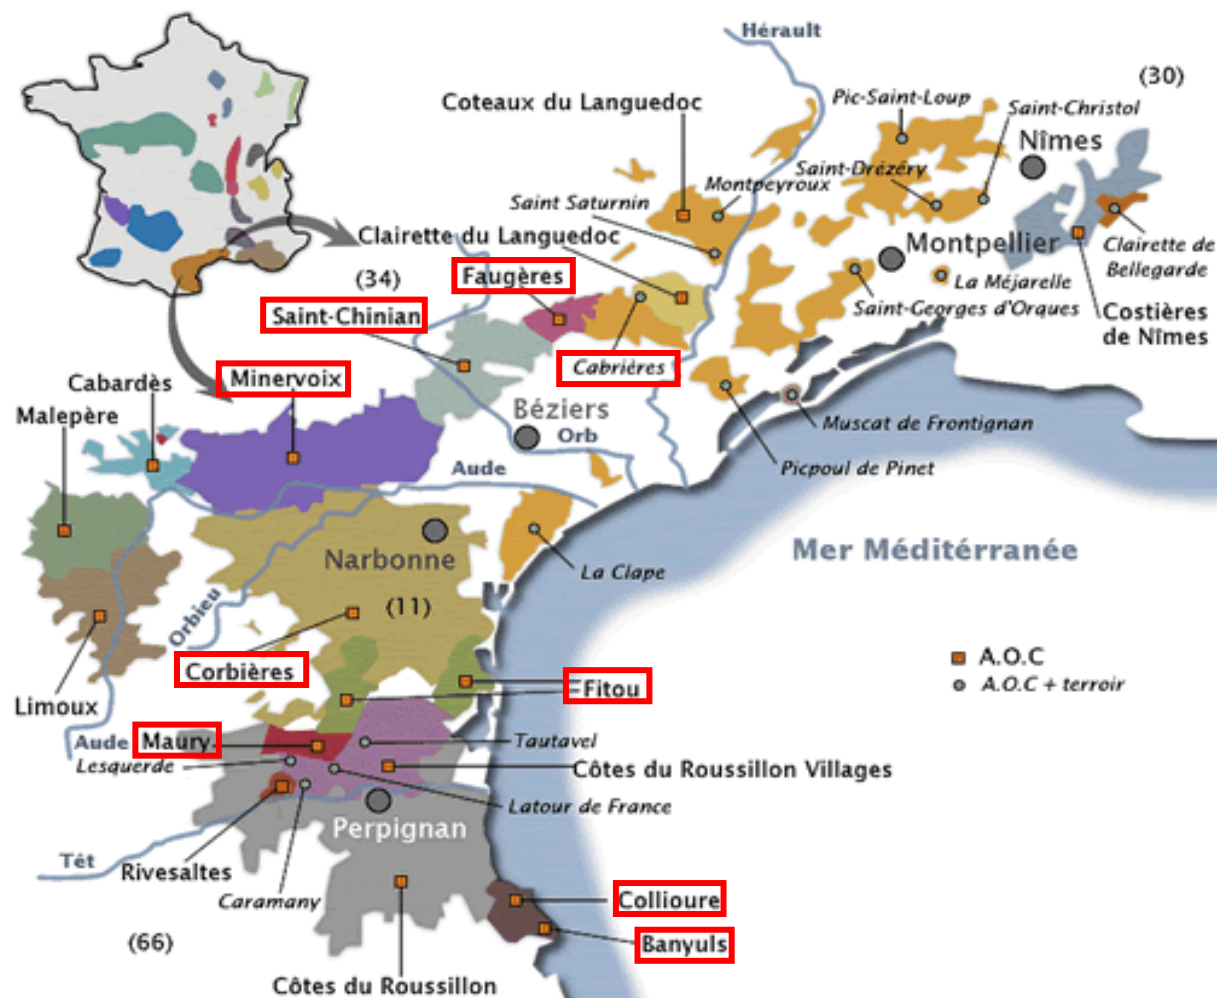 Hérault
(30)
Pic-Saint-Loup
Coteaux du Languedoc
Saint-Christol
Nîmes
Saint-Drézéry
Montpeyroux
Saint Saturnin
Clairette du Languedoc
Montpellier
Clairette de
Bellegarde
(34)
Faugères
La Méjarelle
Saint-Georges d'Orques
Costières
de Nîmes
Saint-Chinian
Cabriéres
Minervoix
Cabardès
Malepère
Béziers
Orb
Muscat de Frontignan
Aude
Picpoul de Pinet
Mer Méditérranée
Narbonne
La Clape
Orbieu
(11)
Corbières
A.O.C
Fitou
A.O.C + terroir
Limoux
Aude
Maury
Tautavel
Lesquerde
Côtes du Roussillon Villages
Latour de France
Perpignan
Têt
Rivesaltes
Caramany
Collioure
(66)
Banyuls
Côtes du Roussillon